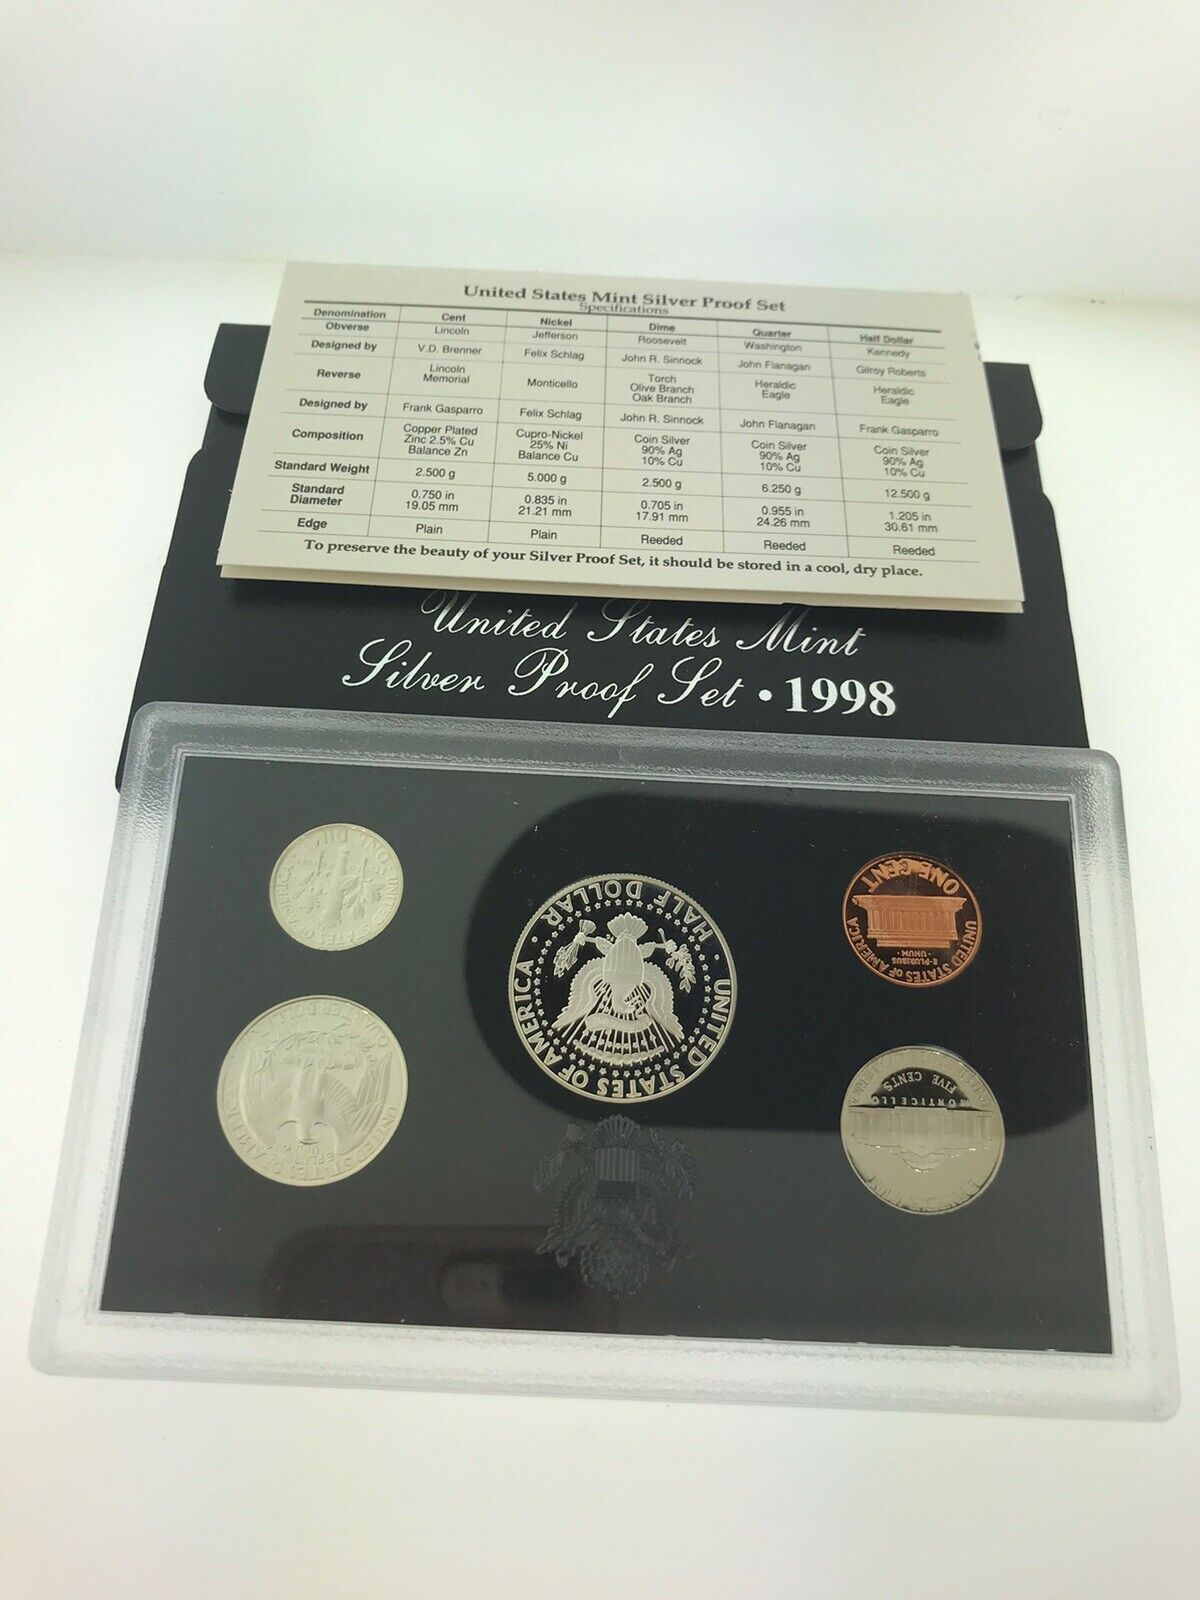 United States Mint Silver Proof Set
Specifications
Denomination Cent Nickel Dime Quarter Half Dollar
Obverse Lincoln Jefferson Roosevelt Washington Kennedy
Designed by V.D. Brenner Felix Schlag John R. Sinnock John Flanagan Gilroy Roberts
Reverse Lincoln Memorial Monticello Torch Olive Branch Oak Branch Heraldic Eagle Heraldic Eagle
Designed by Frank Gasparro Felix Schlag John R. Sinnock John Flanagan Frank Gasparro
Composition Copper Plated Zinc 2.5% Cu Balance Zn Cupro-Nickel 25% Ni Balance Cu Coin Silver 90% Ag 10% Cu Coin Silver 90% Ag 10% Cu Coin Silver 90% Ag 10% Cu
Standard Weight 2.500 g 5.000 g 2.500 g 6.250 g 12.500 g
Standard Diameter 0.750 in 19.05 mm 0.835 in 21.21 mm 0.705 in 17.91 mm 0.955 in 24.26 mm 1.205 in 30.61 mm
Edge Plain Plain Reeded Reeded Reeded
To preserve the beauty of your Silver Proof Set, it should be stored in a cool, dry place.
United States Mint
Silver Proof Set • 1998
UNITED STATES OF AMERICA • HALF DOLLAR •
ONE CENT
UNITED STATES OF AMERICA
E·PLURIBUS
·UNUM·
MONTICELLO
FIVE CENTS
UNITED STATES OF AMERICA